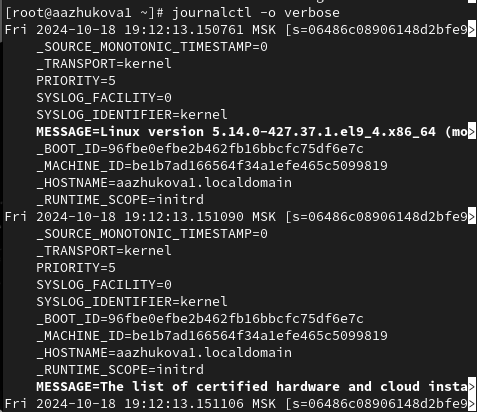 [root@aazhukova1 ~]# journalctl -o verbose
Fri 2024-10-18 19:12:13.150761 MSK [s=06486c08906148d2bfe9>
_SOURCE_MONOTONIC_TIMESTAMP=0
_TRANSPORT=kernel
PRIORITY=5
SYSLOG_FACILITY=0
SYSLOG_IDENTIFIER=kernel
MESSAGE=Linux version 5.14.0-427.37.1.el9_4.x86_64 (mo>
_BOOT_ID=96fbe0efbe2b462fb16bbcfc75df6e7c
_MACHINE_ID=be1b7ad166564f34a1efe465c5099819
_HOSTNAME=aazhukova1.localdomain
_RUNTIME_SCOPE=initrd
Fri 2024-10-18 19:12:13.151090 MSK [s=06486c08906148d2bfe9>
_SOURCE_MONOTONIC_TIMESTAMP=0
_TRANSPORT=kernel
PRIORITY=5
SYSLOG_FACILITY=0
SYSLOG_IDENTIFIER=kernel
_BOOT_ID=96fbe0efbe2b462fb16bbcfc75df6e7c
_MACHINE_ID=be1b7ad166564f34a1efe465c5099819
_HOSTNAME=aazhukova1.localdomain
_RUNTIME_SCOPE=initrd
MESSAGE=The list of certified hardware and cloud insta>
Fri 2024-10-18 19:12:13.151106 MSK [s=06486c08906148d2bfe9>